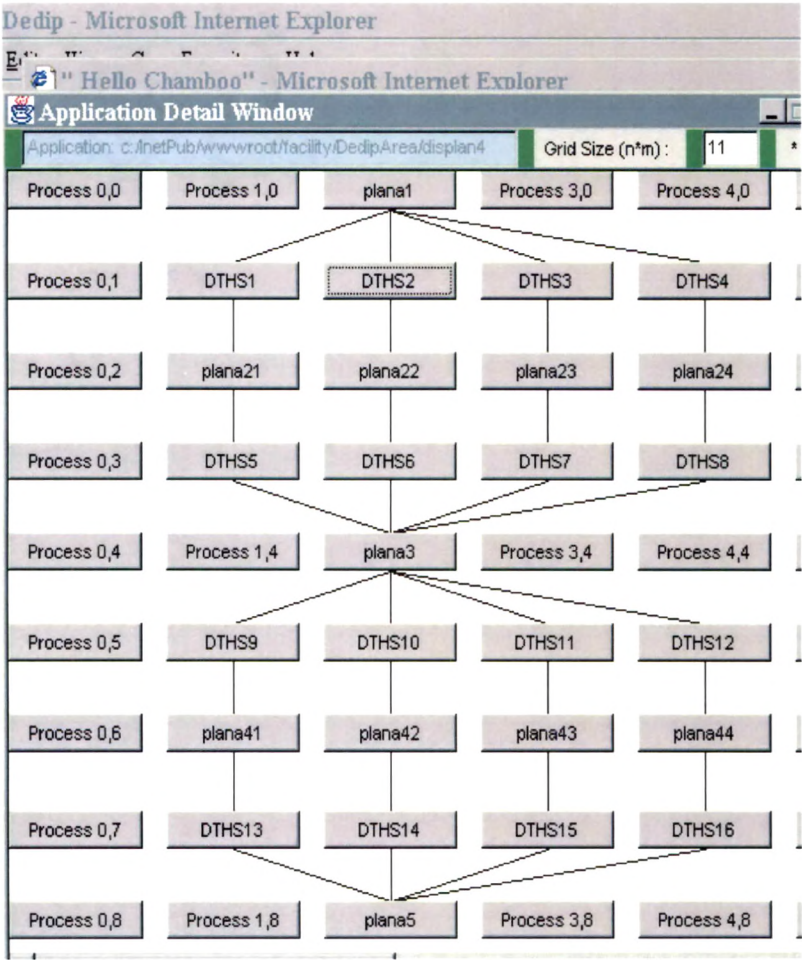 Dedip - Microsoft Internet Explorer
" Hello Chamboo" - Microsoft Internet Explorer
Application Detail Window
Application: c:/InetPub/wwwroot/facility/DedipArea/displan4 Grid Size (n*m) : 11 *
Process 0,0 Process 1,0 plana1 Process 3,0 Process 4,0
Process 0,1 DTHS1 DTHS2 DTHS3 DTHS4
Process 0,2 plana21 plana22 plana23 plana24
Process 0,3 DTHS5 DTHS6 DTHS7 DTHS8
Process 0,4 Process 1,4 plana3 Process 3,4 Process 4,4
Process 0,5 DTHS9 DTHS10 DTHS11 DTHS12
Process 0,6 plana41 plana42 plana43 plana44
Process 0,7 DTHS13 DTHS14 DTHS15 DTHS16
Process 0,8 Process 1,8 plana5 Process 3,8 Process 4,8